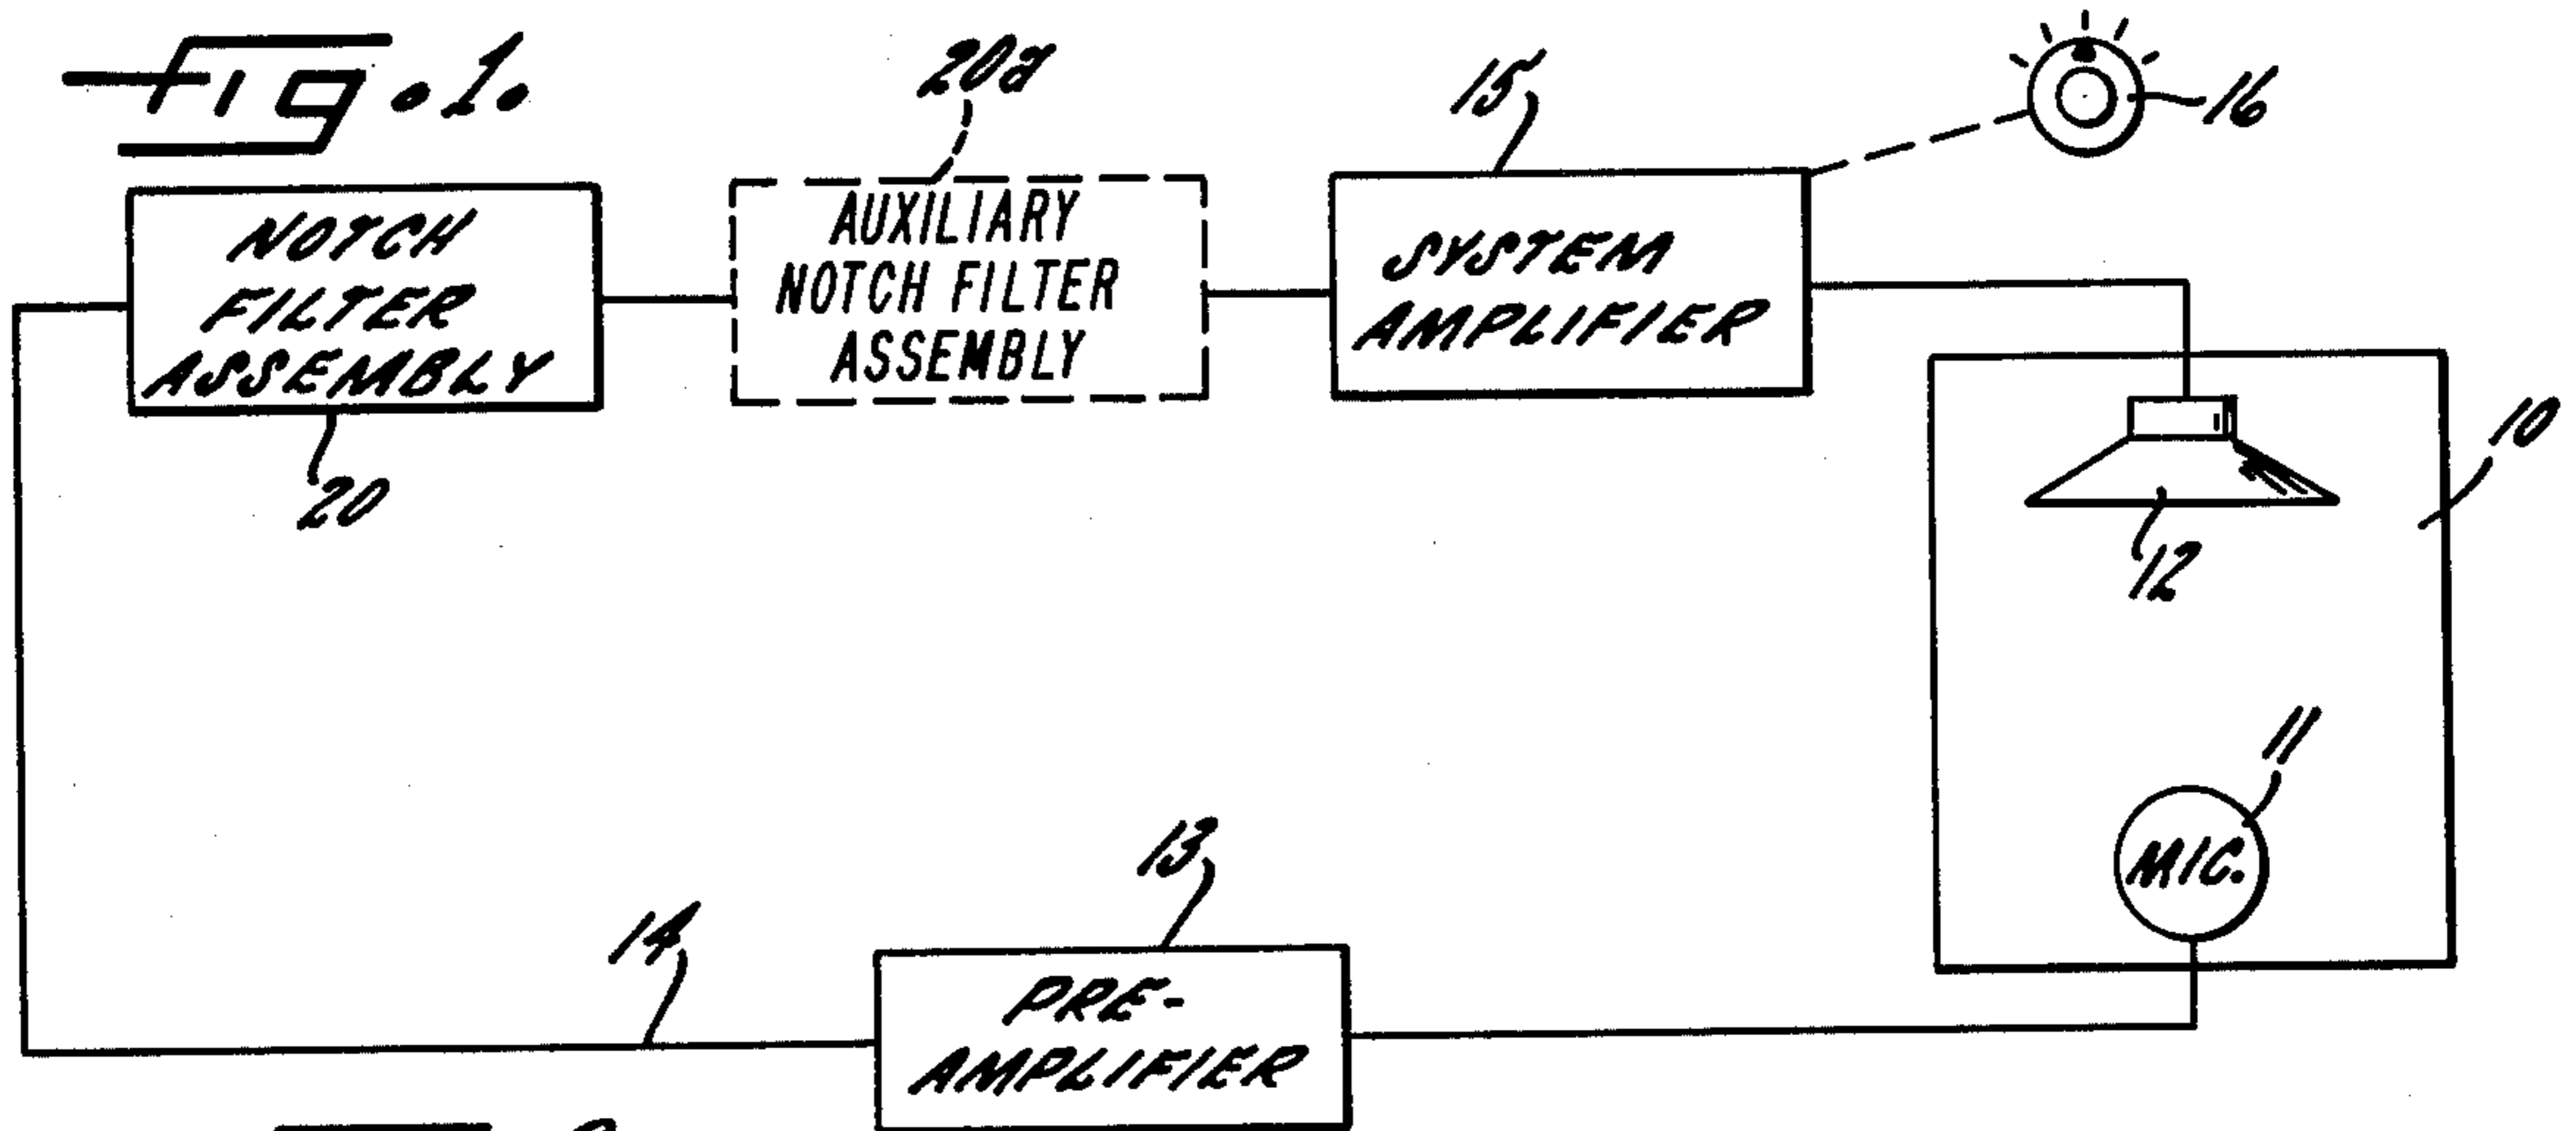 Fig. 1.
20a
15
16
NOTCH
FILTER
ASSEMBLY
AUXILIARY
NOTCH FILTER
ASSEMBLY
SYSTEM
AMPLIFIER
20
10
12
11
MIC.
13
14
PRE-
AMPLIFIER